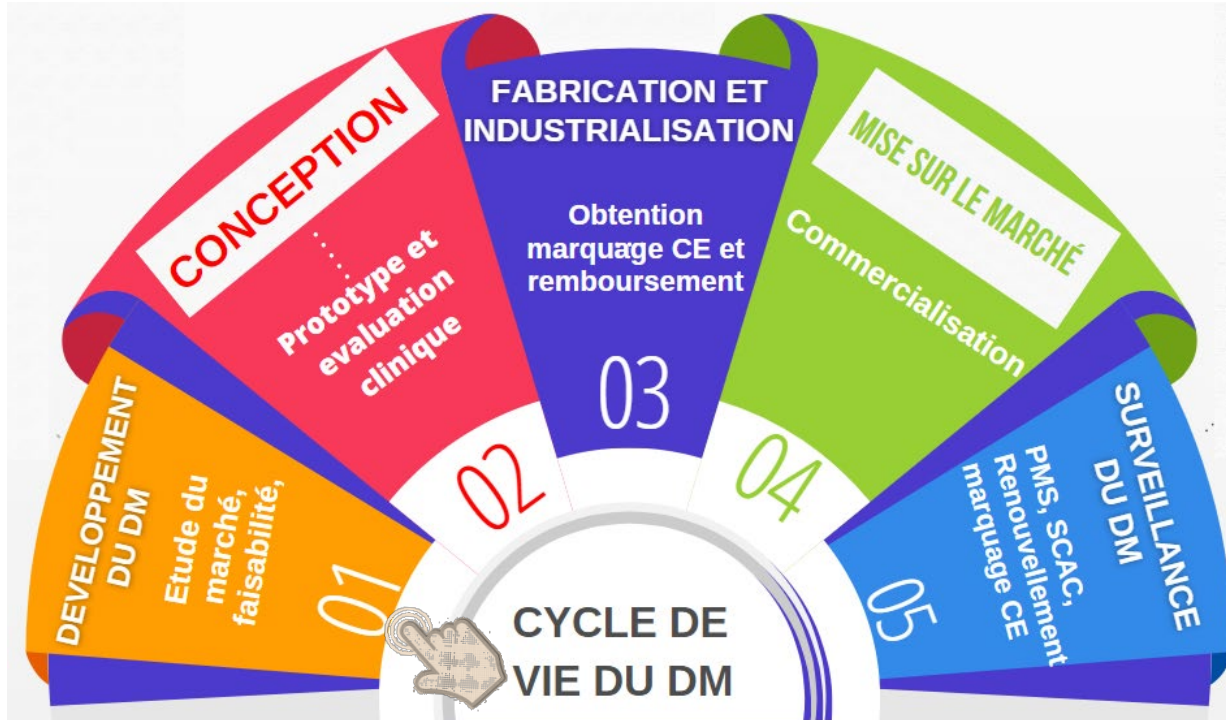 DEVELOPPEMENT
DU DM
Etude du
marché,
faisabilité,
01
CONCEPTION
Prototype et
evaluation
clinique
02
FABRICATION ET
INDUSTRIALISATION
Obtention
marquage CE et
remboursement
03
MISE SUR LE MARCHÉ
Commercialisation
04
SURVEILLANCE
DU DM
PMS, SCAC,
Renouvellement
marquage CE
05
CYCLE DE
VIE DU DM